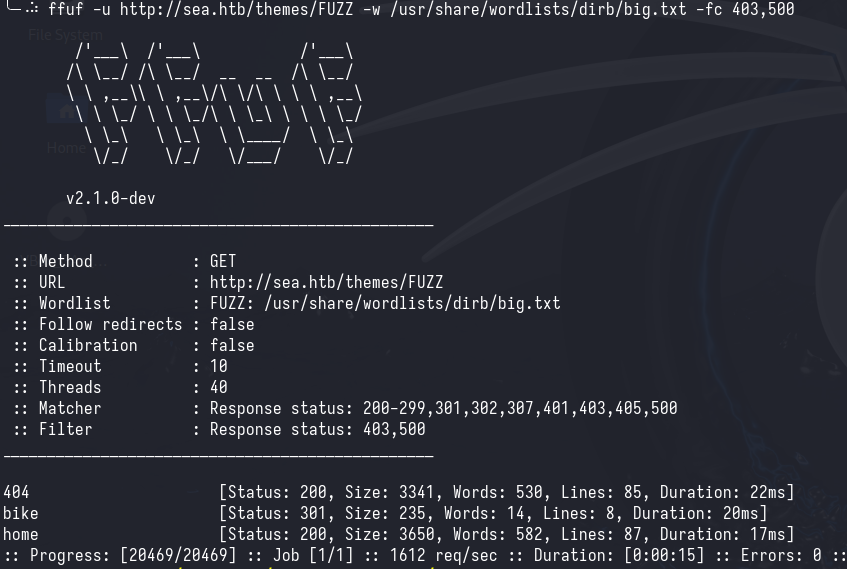 ffuf -u http://sea.htb/themes/FUZZ -w /usr/share/wordlists/dirb/big.txt -fc 403,500
File System
        /'___\  /'___\           /'___\
       /\ \__/ /\ \__/  __  __  /\ \__/
       \ \ ,__\\ \ ,__\/\ \/\ \ \ \ ,__\
        \ \ \_/ \ \ \_/\ \ \_\ \ \ \ \_/
         \ \_\   \ \_\  \ \____/  \ \_\
Home
          \/_/    \/_/   \/___/    \/_/
v2.1.0-dev
________________________________________________
:: Method : GET
:: URL : http://sea.htb/themes/FUZZ
:: Wordlist : FUZZ: /usr/share/wordlists/dirb/big.txt
:: Follow redirects : false
:: Calibration : false
:: Timeout : 10
:: Threads : 40
:: Matcher : Response status: 200-299,301,302,307,401,403,405,500
:: Filter : Response status: 403,500
________________________________________________
404 [Status: 200, Size: 3341, Words: 530, Lines: 85, Duration: 22ms]
bike [Status: 301, Size: 235, Words: 14, Lines: 8, Duration: 20ms]
home [Status: 200, Size: 3650, Words: 582, Lines: 87, Duration: 17ms]
:: Progress: [20469/20469] :: Job [1/1] :: 1612 req/sec :: Duration: [0:00:15] :: Errors: 0 ::